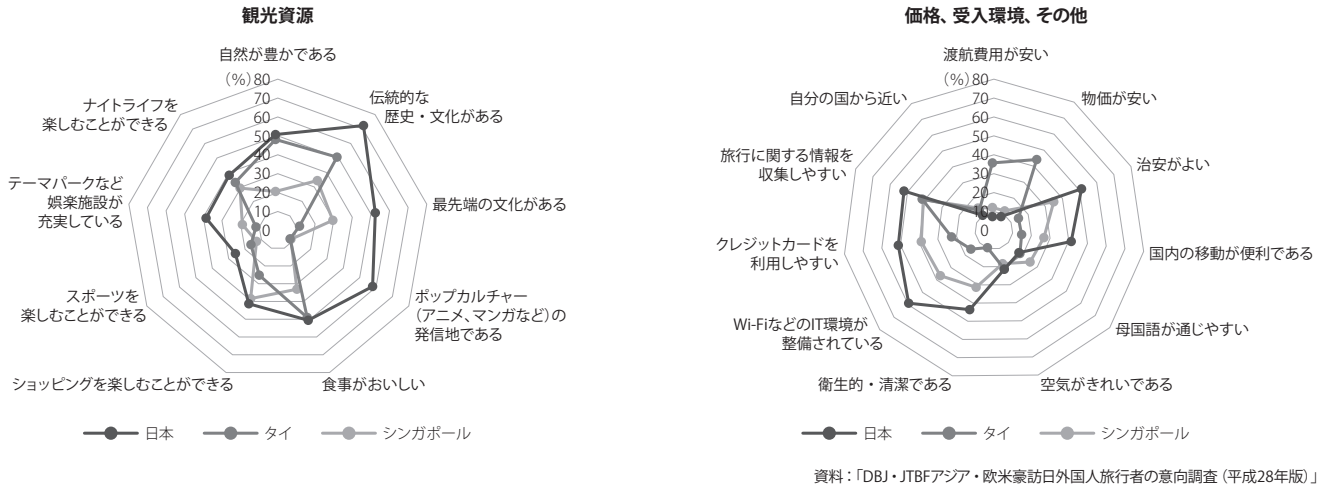 観光資源
自然が豊かである
(%)80
70
60
50
40
30
20
10
0
伝統的な
歴史・文化がある
最先端の文化がある
ポップカルチャー
(アニメ、マンガなど)の
発信地である
食事がおいしい
ショッピングを楽しむことができる
スポーツを
楽しむことができる
テーマパークなど
娯楽施設が
充実している
ナイトライフを
楽しむことができる
日本 タイ シンガポール
価格、受入環境、その他
渡航費用が安い
(%)80
70
60
50
40
30
20
10
0
物価が安い
治安がよい
国内の移動が便利である
母国語が通じやすい
空気がきれいである
衛生的・清潔である
Wi-FiなどのIT環境が
整備されている
クレジットカードを
利用しやすい
旅行に関する情報を
収集しやすい
自分の国から近い
日本 タイ シンガポール
資料:「DBJ・JTBFアジア・欧米豪訪日外国人旅行者の意向調査(平成28年版)」